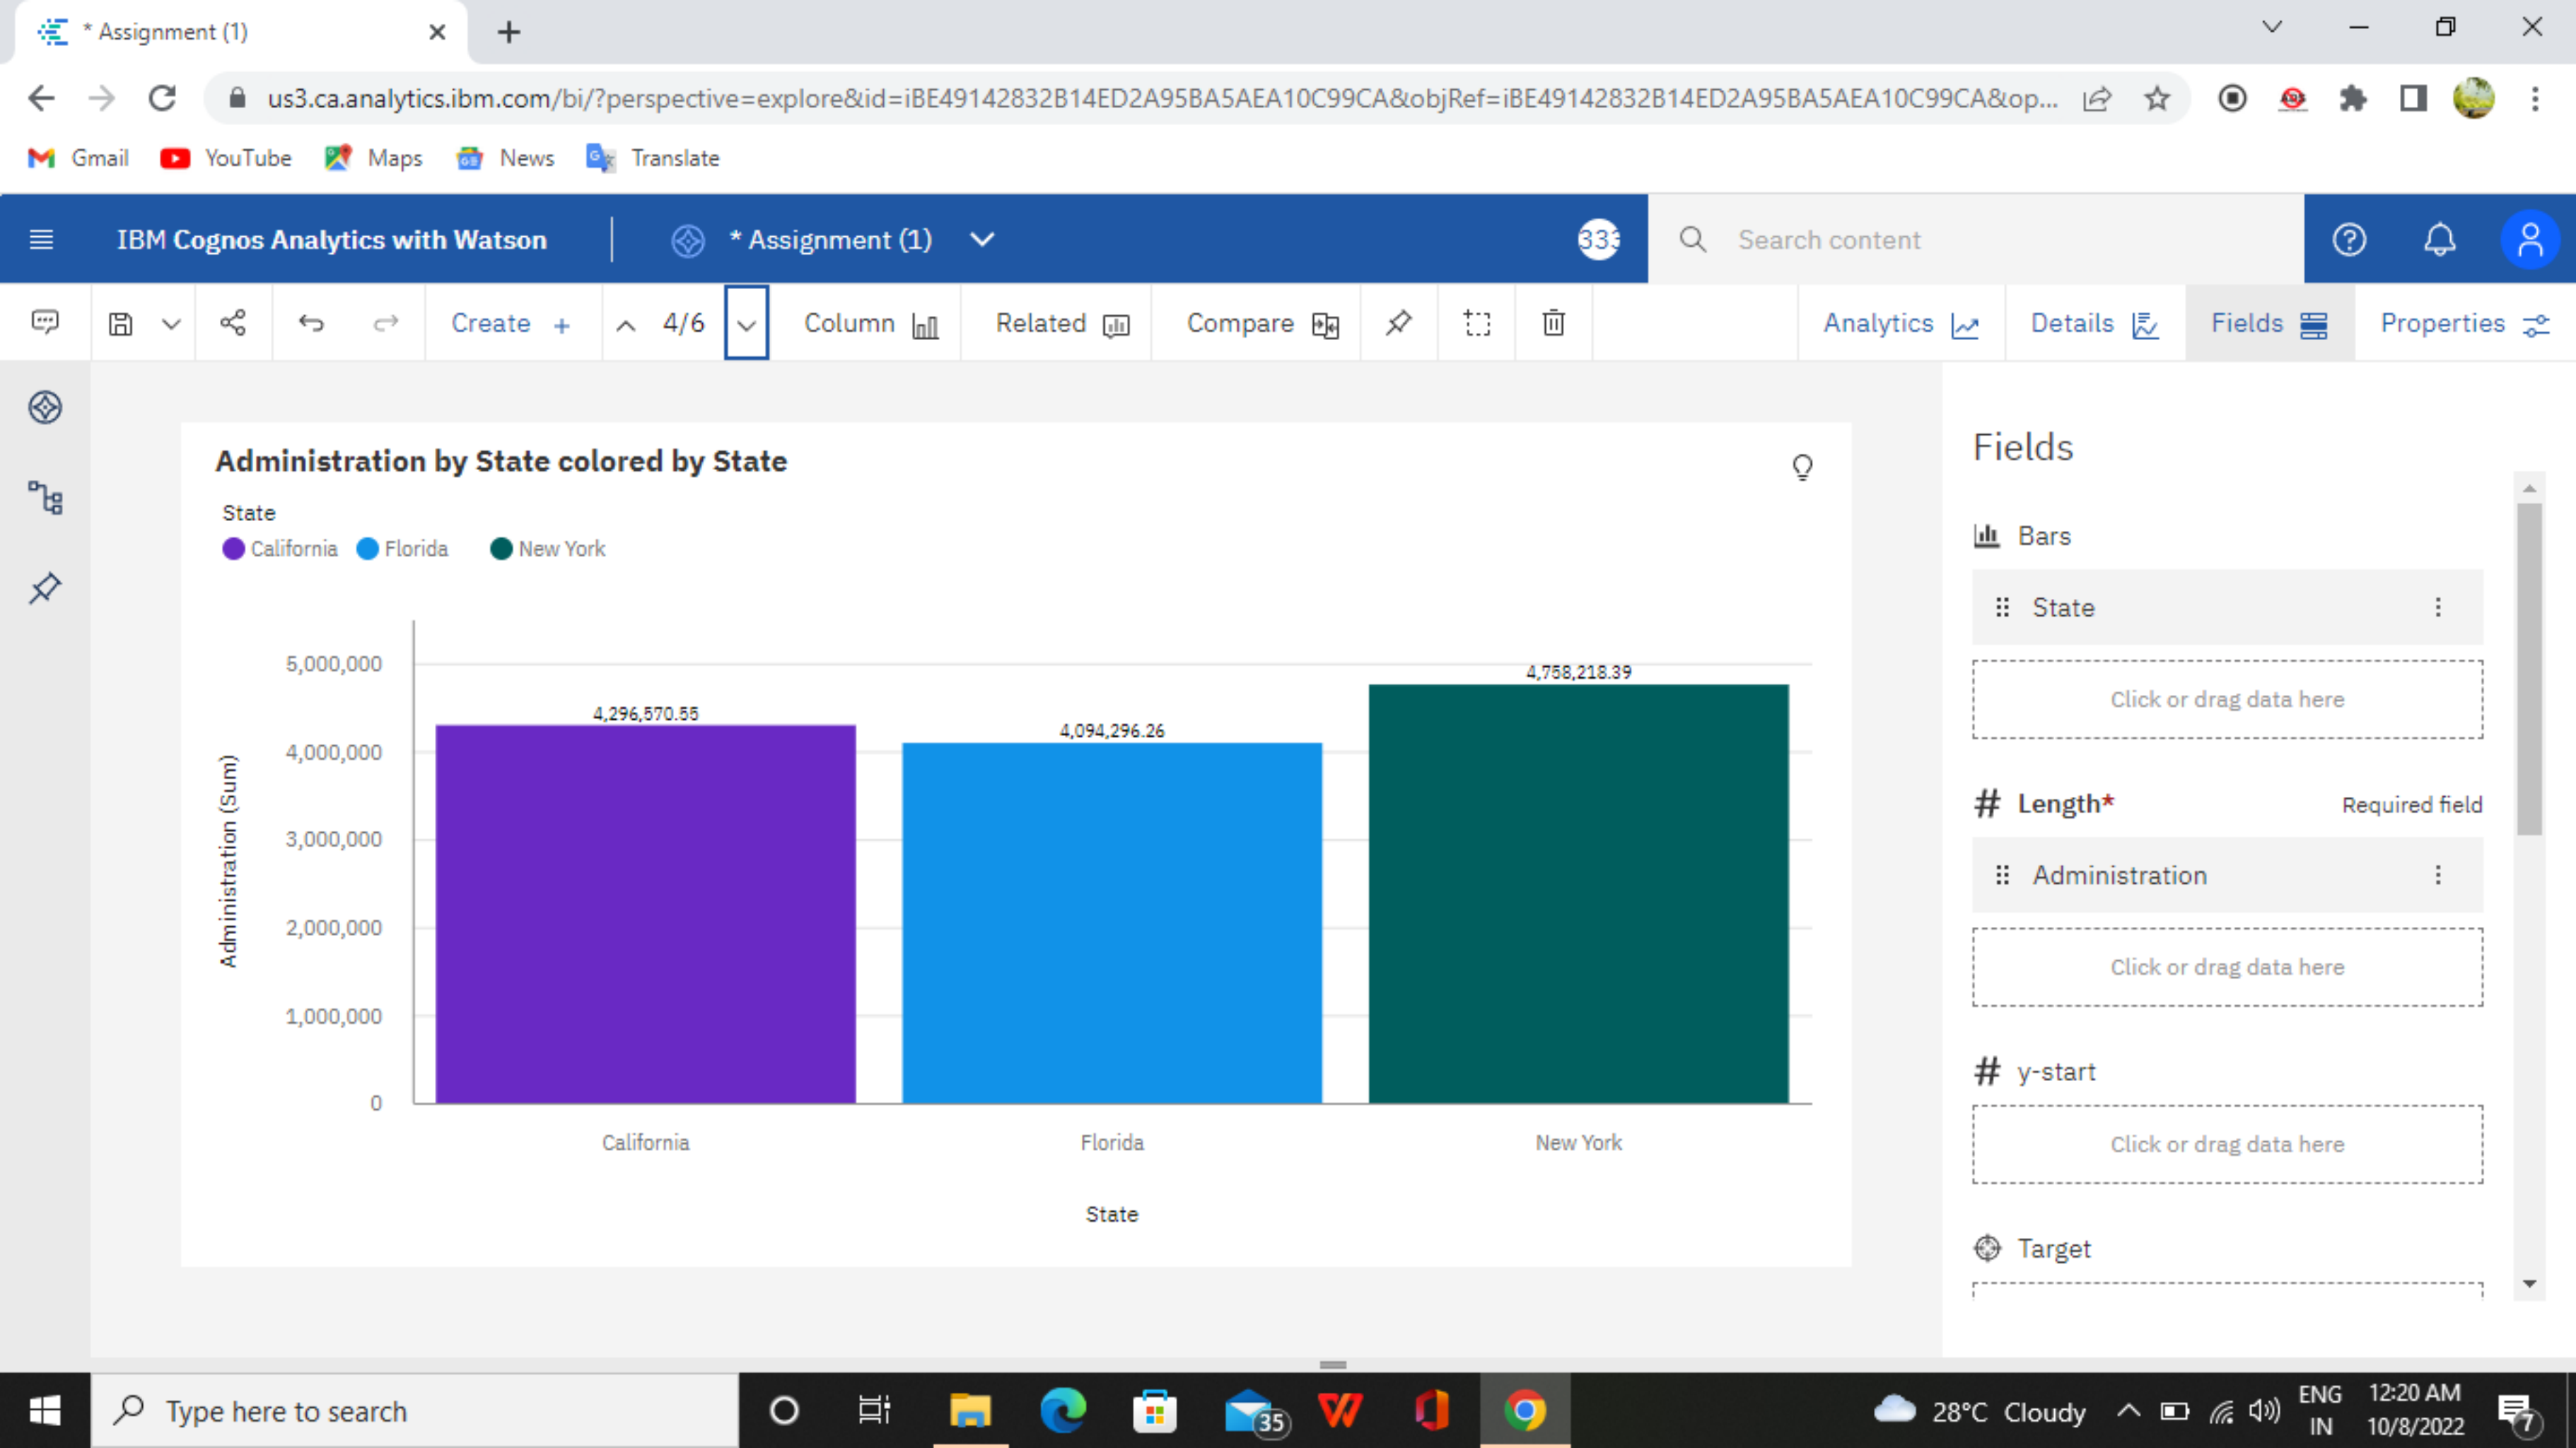 * Assignment (1)
us3.ca.analytics.ibm.com/bi/?perspective=explore&id=iBE49142832B14ED2A95BA5AEA10C99CA&objRef=iBE49142832B14ED2A95BA5AEA10C99CA&op...
Gmail YouTube Maps News Translate
IBM Cognos Analytics with Watson * Assignment (1) 333 Search content
Create + 4/6 Column Related Compare Analytics Details Fields Properties
Administration by State colored by State
State
California Florida New York
5,000,000
4,000,000
3,000,000
2,000,000
1,000,000
0
Administration (Sum)
4,296,570.55
4,094,296.26
4,758,218.39
California Florida New York
State
Fields
Bars
State
Click or drag data here
# Length* Required field
Administration
Click or drag data here
# y-start
Click or drag data here
Target
Type here to search
35
28°C Cloudy
ENG
IN
12:20 AM
10/8/2022
7